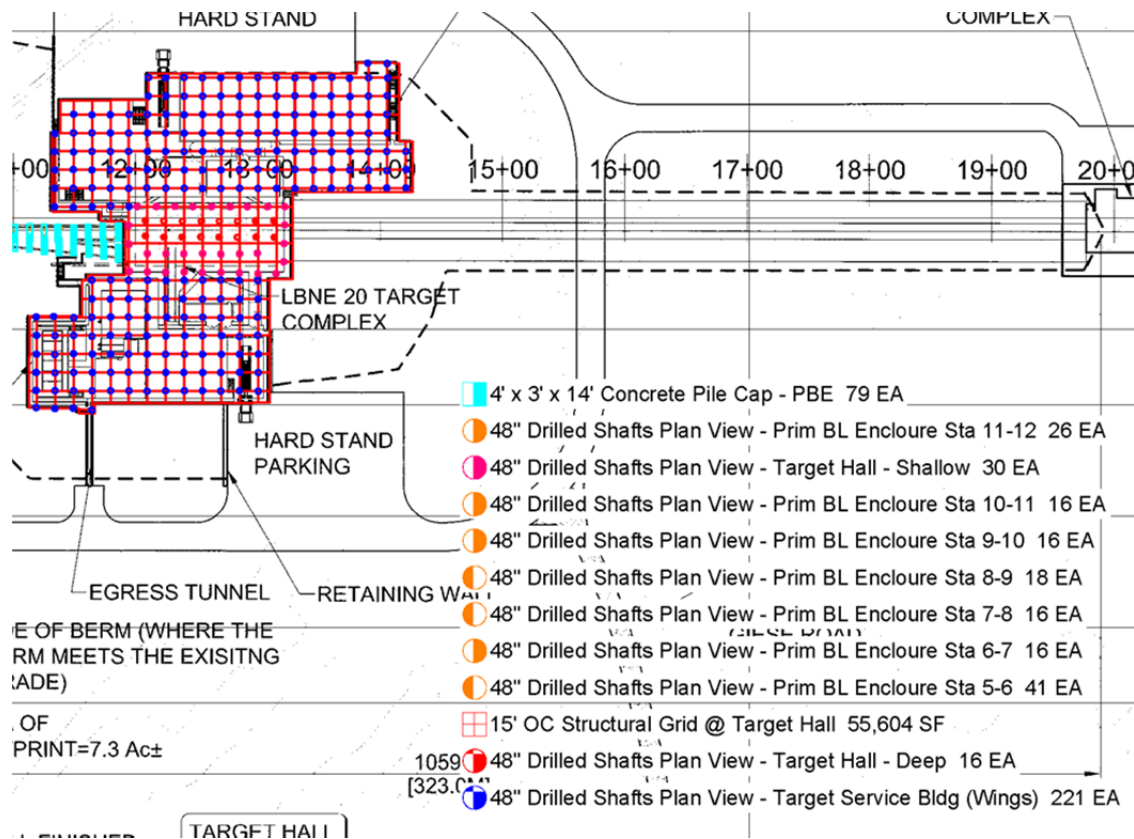 HARD STAND
COMPLEX
+00
12+00
13+00
14+00
15+00
16+00
17+00
18+00
19+00
20+0
LBNE 20 TARGET
COMPLEX
4' x 3' x 14' Concrete Pile Cap - PBE 79 EA
48" Drilled Shafts Plan View - Prim BL Encloure Sta 11-12 26 EA
HARD STAND
PARKING
48" Drilled Shafts Plan View - Target Hall - Shallow 30 EA
48" Drilled Shafts Plan View - Prim BL Encloure Sta 10-11 16 EA
48" Drilled Shafts Plan View - Prim BL Encloure Sta 9-10 16 EA
48" Drilled Shafts Plan View - Prim BL Encloure Sta 8-9 18 EA
EGRESS TUNNEL
RETAINING WALL
48" Drilled Shafts Plan View - Prim BL Encloure Sta 7-8 16 EA
GIESE ROAD
DE OF BERM (WHERE THE
ERM MEETS THE EXISITNG
RADE)
48" Drilled Shafts Plan View - Prim BL Encloure Sta 6-7 16 EA
48" Drilled Shafts Plan View - Prim BL Encloure Sta 5-6 41 EA
OF
PRINT=7.3 Ac±
15' OC Structural Grid @ Target Hall 55,604 SF
1059
[323.0M]
48" Drilled Shafts Plan View - Target Hall - Deep 16 EA
48" Drilled Shafts Plan View - Target Service Bldg (Wings) 221 EA
TARGET HALL
FINISHED